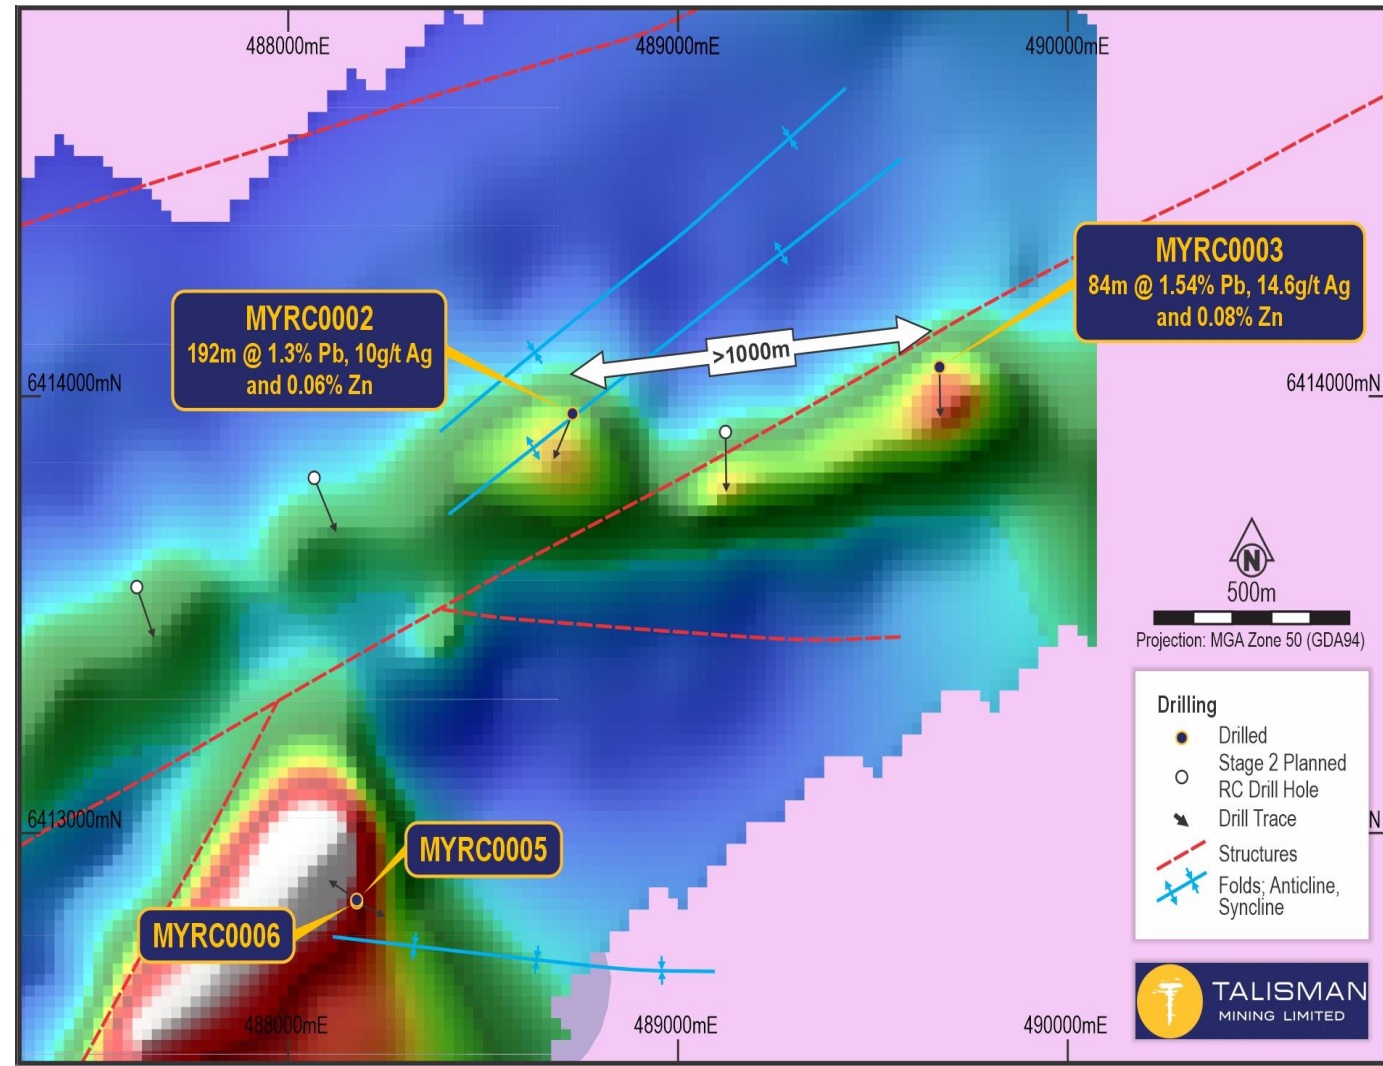 488000mE
489000mE
490000mE
MYRC0003
84m @ 1.54% Pb, 14.6g/t Ag
and 0.08% Zn
MYRC0002
192m @ 1.3% Pb, 10g/t Ag
and 0.06% Zn
>1000m
6414000mN
6414000mN
N
500m
Projection: MGA Zone 50 (GDA94)
Drilling
Drilled
Stage 2 Planned
RC Drill Hole
Drill Trace
Structures
Folds; Anticline,
Syncline
6413000mN
N
MYRC0005
MYRC0006
488000mE
489000mE
490000mE
TALISMAN
MINING LIMITED